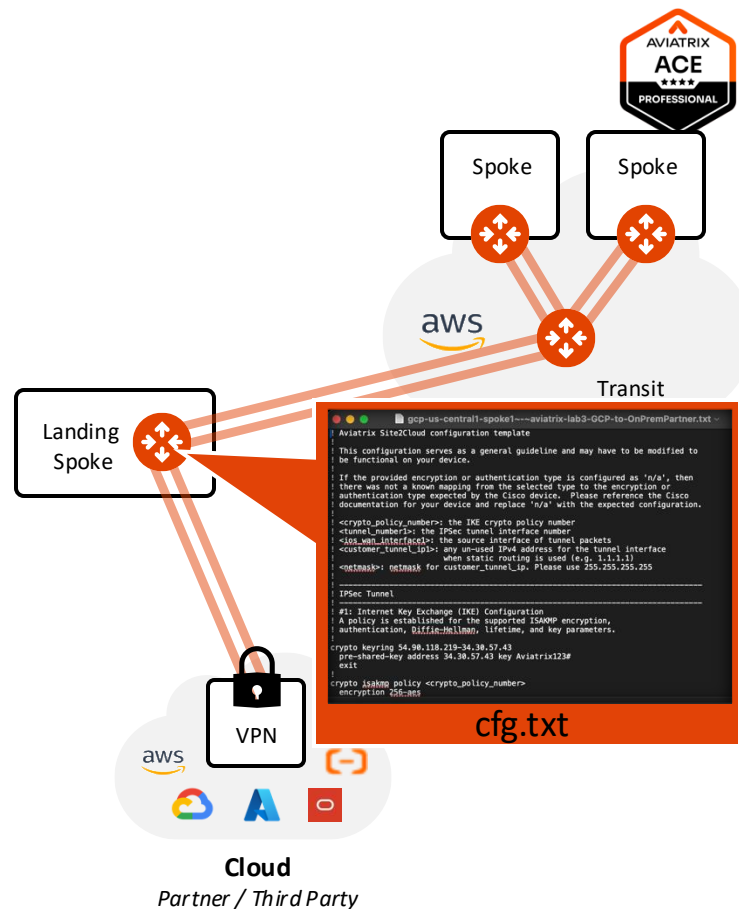 AVIATRIX
ACE
PROFESSIONAL
Spoke
Spoke
aws
Transit
Landing
Spoke
gcp-us-central1-spoke1~-~aviatrix-lab3-GCP-to-OnPremPartner.txt
! Aviatrix Site2Cloud configuration template
!
! This configuration serves as a general guideline and may have to be modified to
! be functional on your device.
!
! If the provided encryption or authentication type is configured as 'n/a', then
! there was not a known mapping from the selected type to the encryption or
! authentication type expected by the Cisco device.  Please reference the Cisco
! documentation for your device and replace 'n/a' with the expected configuration.
!
! <crypto_policy_number>: the IKE crypto policy number
! <tunnel_number1>: the IPSec tunnel interface number
! <ios_wan_interface1>: the source interface of tunnel packets
! <customer_tunnel_ip1>: any un-used IPv4 address for the tunnel interface
! when static routing is used (e.g. 1.1.1.1)
! <netmask>: netmask for customer_tunnel_ip. Please use 255.255.255.255
!
! IPSec Tunnel
! #1: Internet Key Exchange (IKE) Configuration
! A policy is established for the supported ISAKMP encryption,
! authentication, Diffie-Hellman, lifetime, and key parameters.
!
crypto keyring 54.90.118.219-34.30.57.43
pre-shared-key address 34.30.57.43 key Aviatrix123#
exit
!
crypto isakmp policy <crypto_policy_number>
encryption 256-aes
cfg.txt
VPN
aws
Cloud
Partner / Third Party